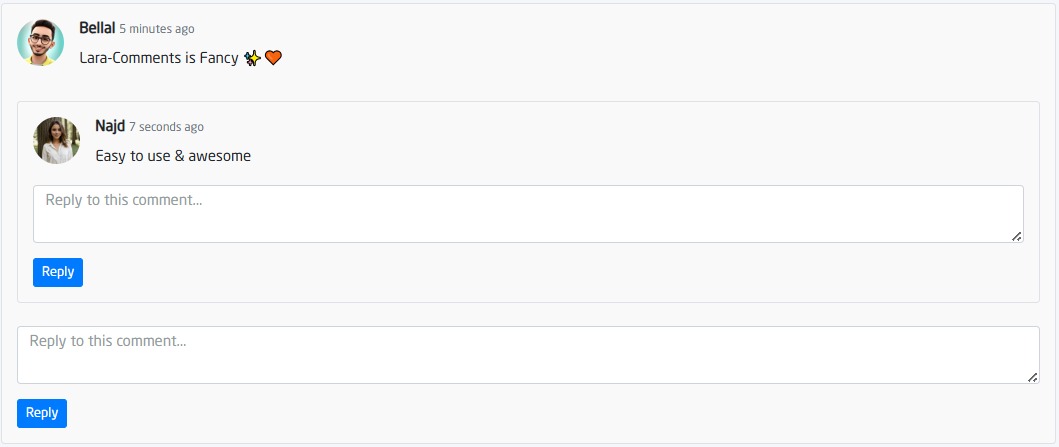 Bellal 5 minutes ago
Lara-Comments is Fancy ✨🧡
Najd 7 seconds ago
Easy to use & awesome
Reply to this comment...
Reply
Reply to this comment...
Reply